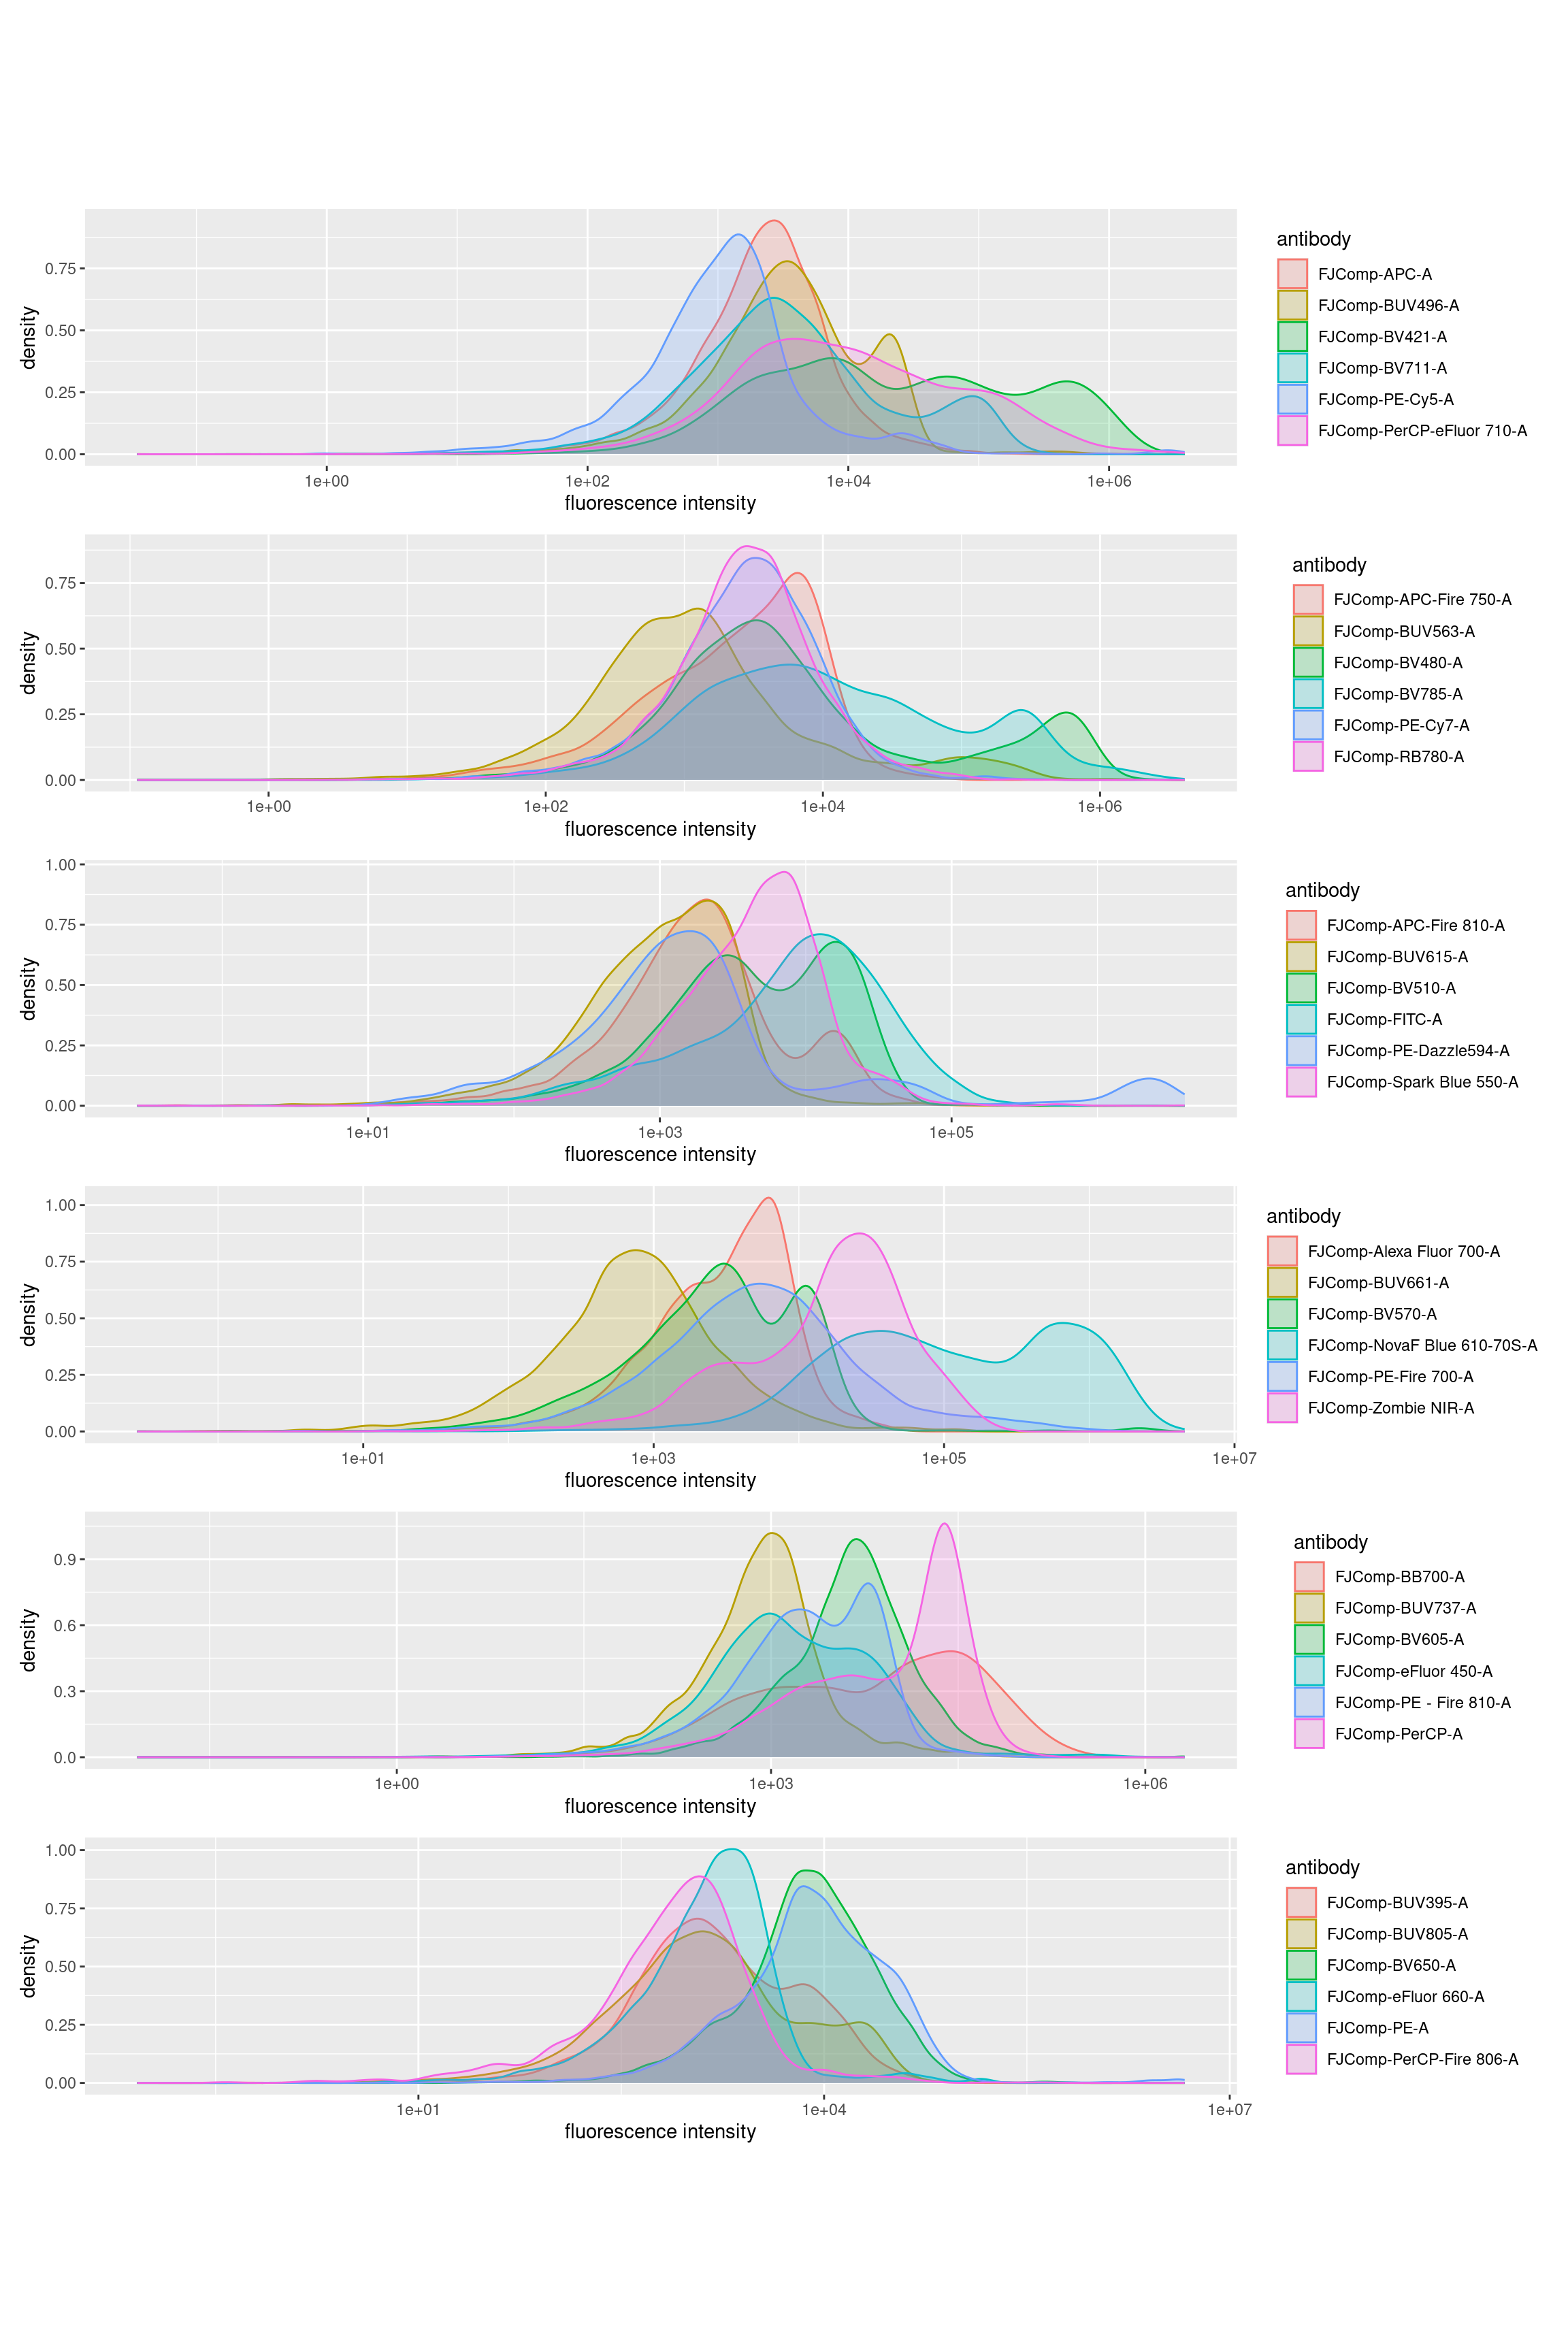 antibody
FJComp-APC-A
FJComp-BUV496-A
FJComp-BV421-A
FJComp-BV711-A
FJComp-PE-Cy5-A
FJComp-PerCP-eFluor 710-A
density
0.75
0.50
0.25
0.00
1e+00 1e+02 1e+04 1e+06
fluorescence intensity
antibody
FJComp-APC-Fire 750-A
FJComp-BUV563-A
FJComp-BV480-A
FJComp-BV785-A
FJComp-PE-Cy7-A
FJComp-RB780-A
density
0.75
0.50
0.25
0.00
1e+00 1e+02 1e+04 1e+06
fluorescence intensity
antibody
FJComp-APC-Fire 810-A
FJComp-BUV615-A
FJComp-BV510-A
FJComp-FITC-A
FJComp-PE-Dazzle594-A
FJComp-Spark Blue 550-A
density
1.00
0.75
0.50
0.25
0.00
1e+01 1e+03 1e+05
fluorescence intensity
antibody
FJComp-Alexa Fluor 700-A
FJComp-BUV661-A
FJComp-BV570-A
FJComp-NovaF Blue 610-70S-A
FJComp-PE-Fire 700-A
FJComp-Zombie NIR-A
density
1.00
0.75
0.50
0.25
0.00
1e+01 1e+03 1e+05 1e+07
fluorescence intensity
antibody
FJComp-BB700-A
FJComp-BUV737-A
FJComp-BV605-A
FJComp-eFluor 450-A
FJComp-PE - Fire 810-A
FJComp-PerCP-A
density
0.9
0.6
0.3
0.0
1e+00 1e+03 1e+06
fluorescence intensity
antibody
FJComp-BUV395-A
FJComp-BUV805-A
FJComp-BV650-A
FJComp-eFluor 660-A
FJComp-PE-A
FJComp-PerCP-Fire 806-A
density
1.00
0.75
0.50
0.25
0.00
1e+01 1e+04 1e+07
fluorescence intensity